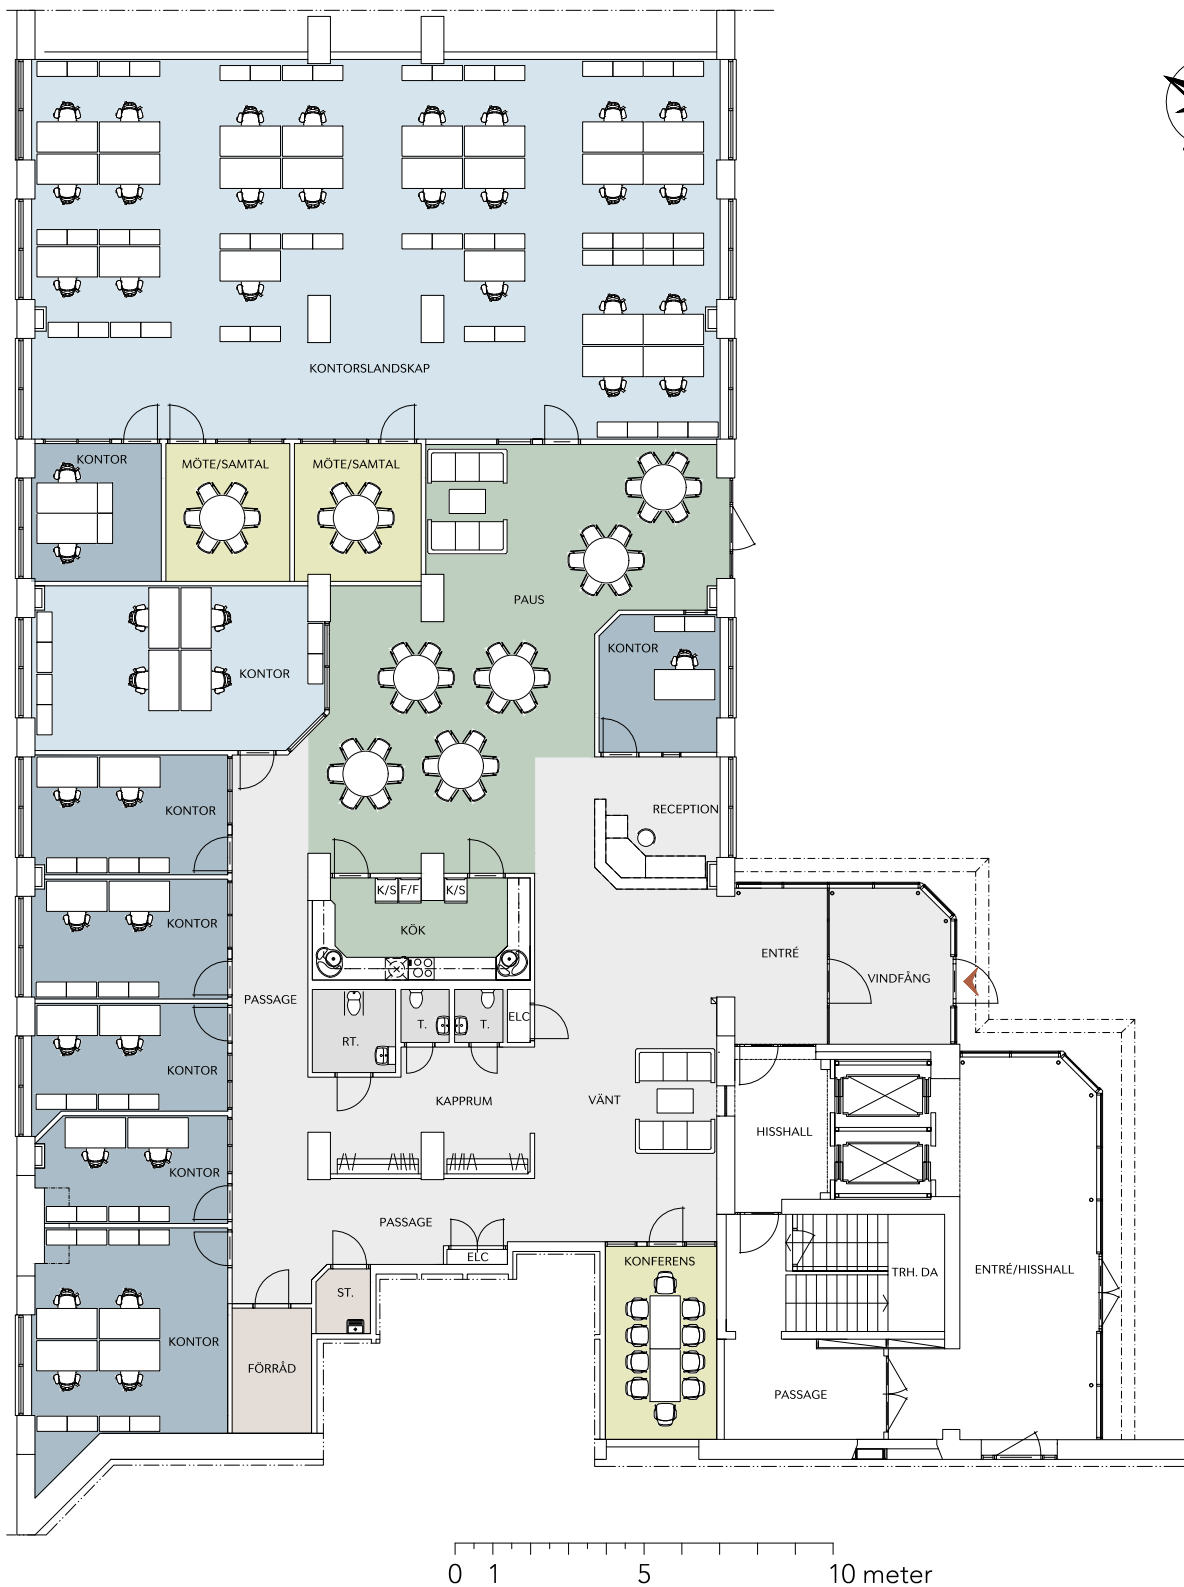 KONTORSLANDSKAP
KONTOR
MÖTE/SAMTAL
MÖTE/SAMTAL
PAUS
KONTOR
KONTOR
KONTOR
RECEPTION
K/S
F/F
K/S
KONTOR
KÖK
ENTRÉ
VINDFÅNG
PASSAGE
ELC
T.
T.
RT.
KONTOR
KAPPRUM
VÄNT
HISSHALL
KONTOR
PASSAGE
ELC
KONFERENS
TRH. DA
ENTRÉ/HISSHALL
ST.
KONTOR
FÖRRÅD
PASSAGE
0 1 5 10 meter